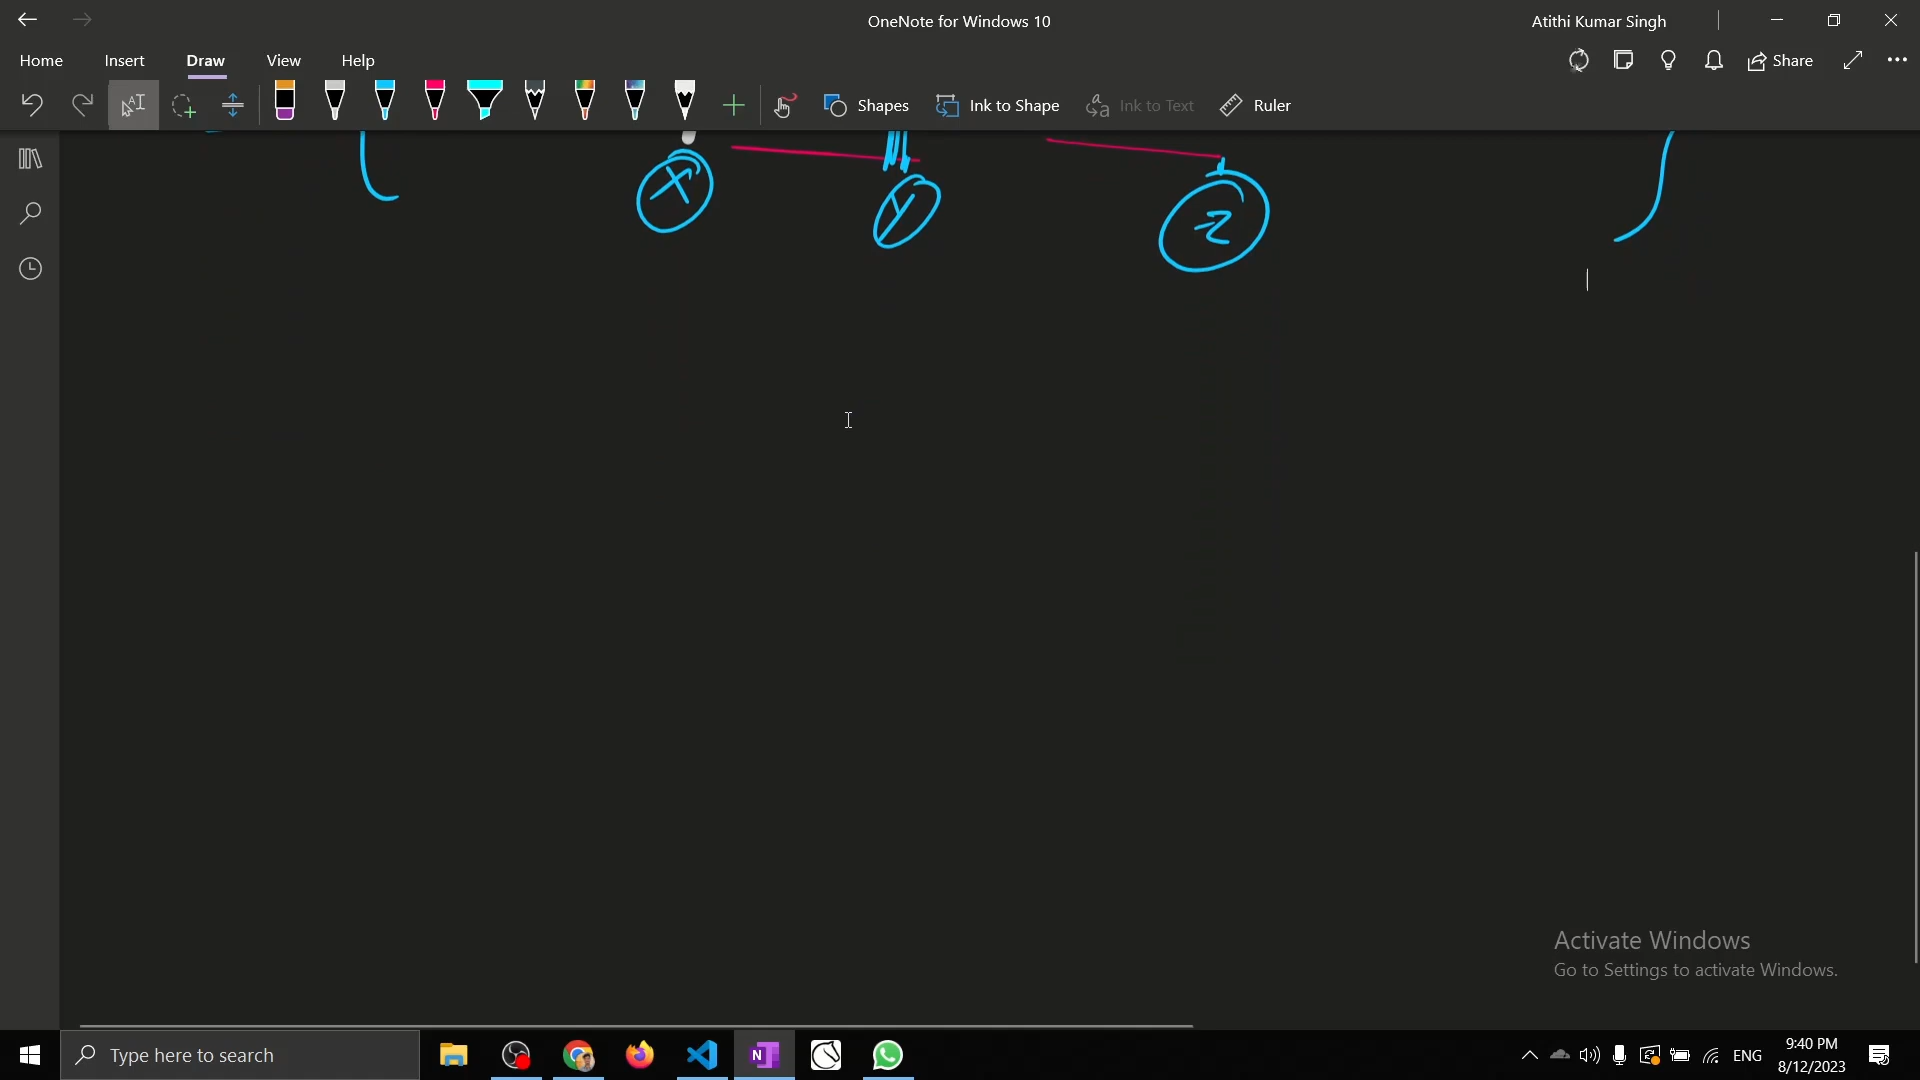 OneNote for Windows 10
Atithi Kumar Singh
Home Insert Draw View Help
Share
Shapes Ink to Shape Ink to Text Ruler
X Y Z
Activate Windows
Go to Settings to activate Windows.
Type here to search
N
ENG
9:40 PM
8/12/2023